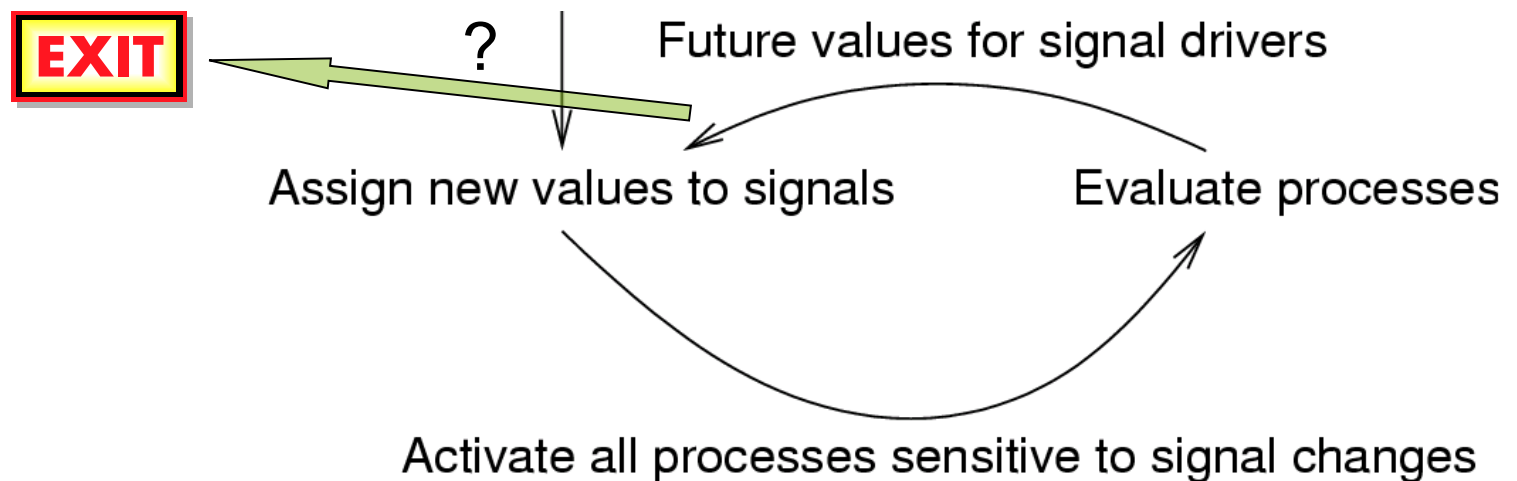 EXIT
?
Future values for signal drivers
Assign new values to signals
Evaluate processes
Activate all processes sensitive to signal changes